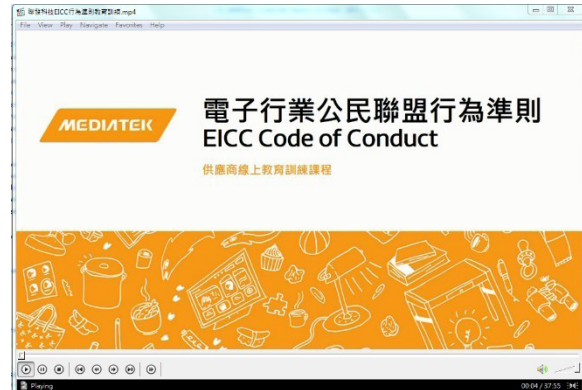 聯發科技EICC行為準則教育訓練.mp4
File View Play Navigate Favorites Help
MEDIATEK
電子行業公民聯盟行為準則
EICC Code of Conduct
供應商線上教育訓練課程
Playing
00:04 / 37:55